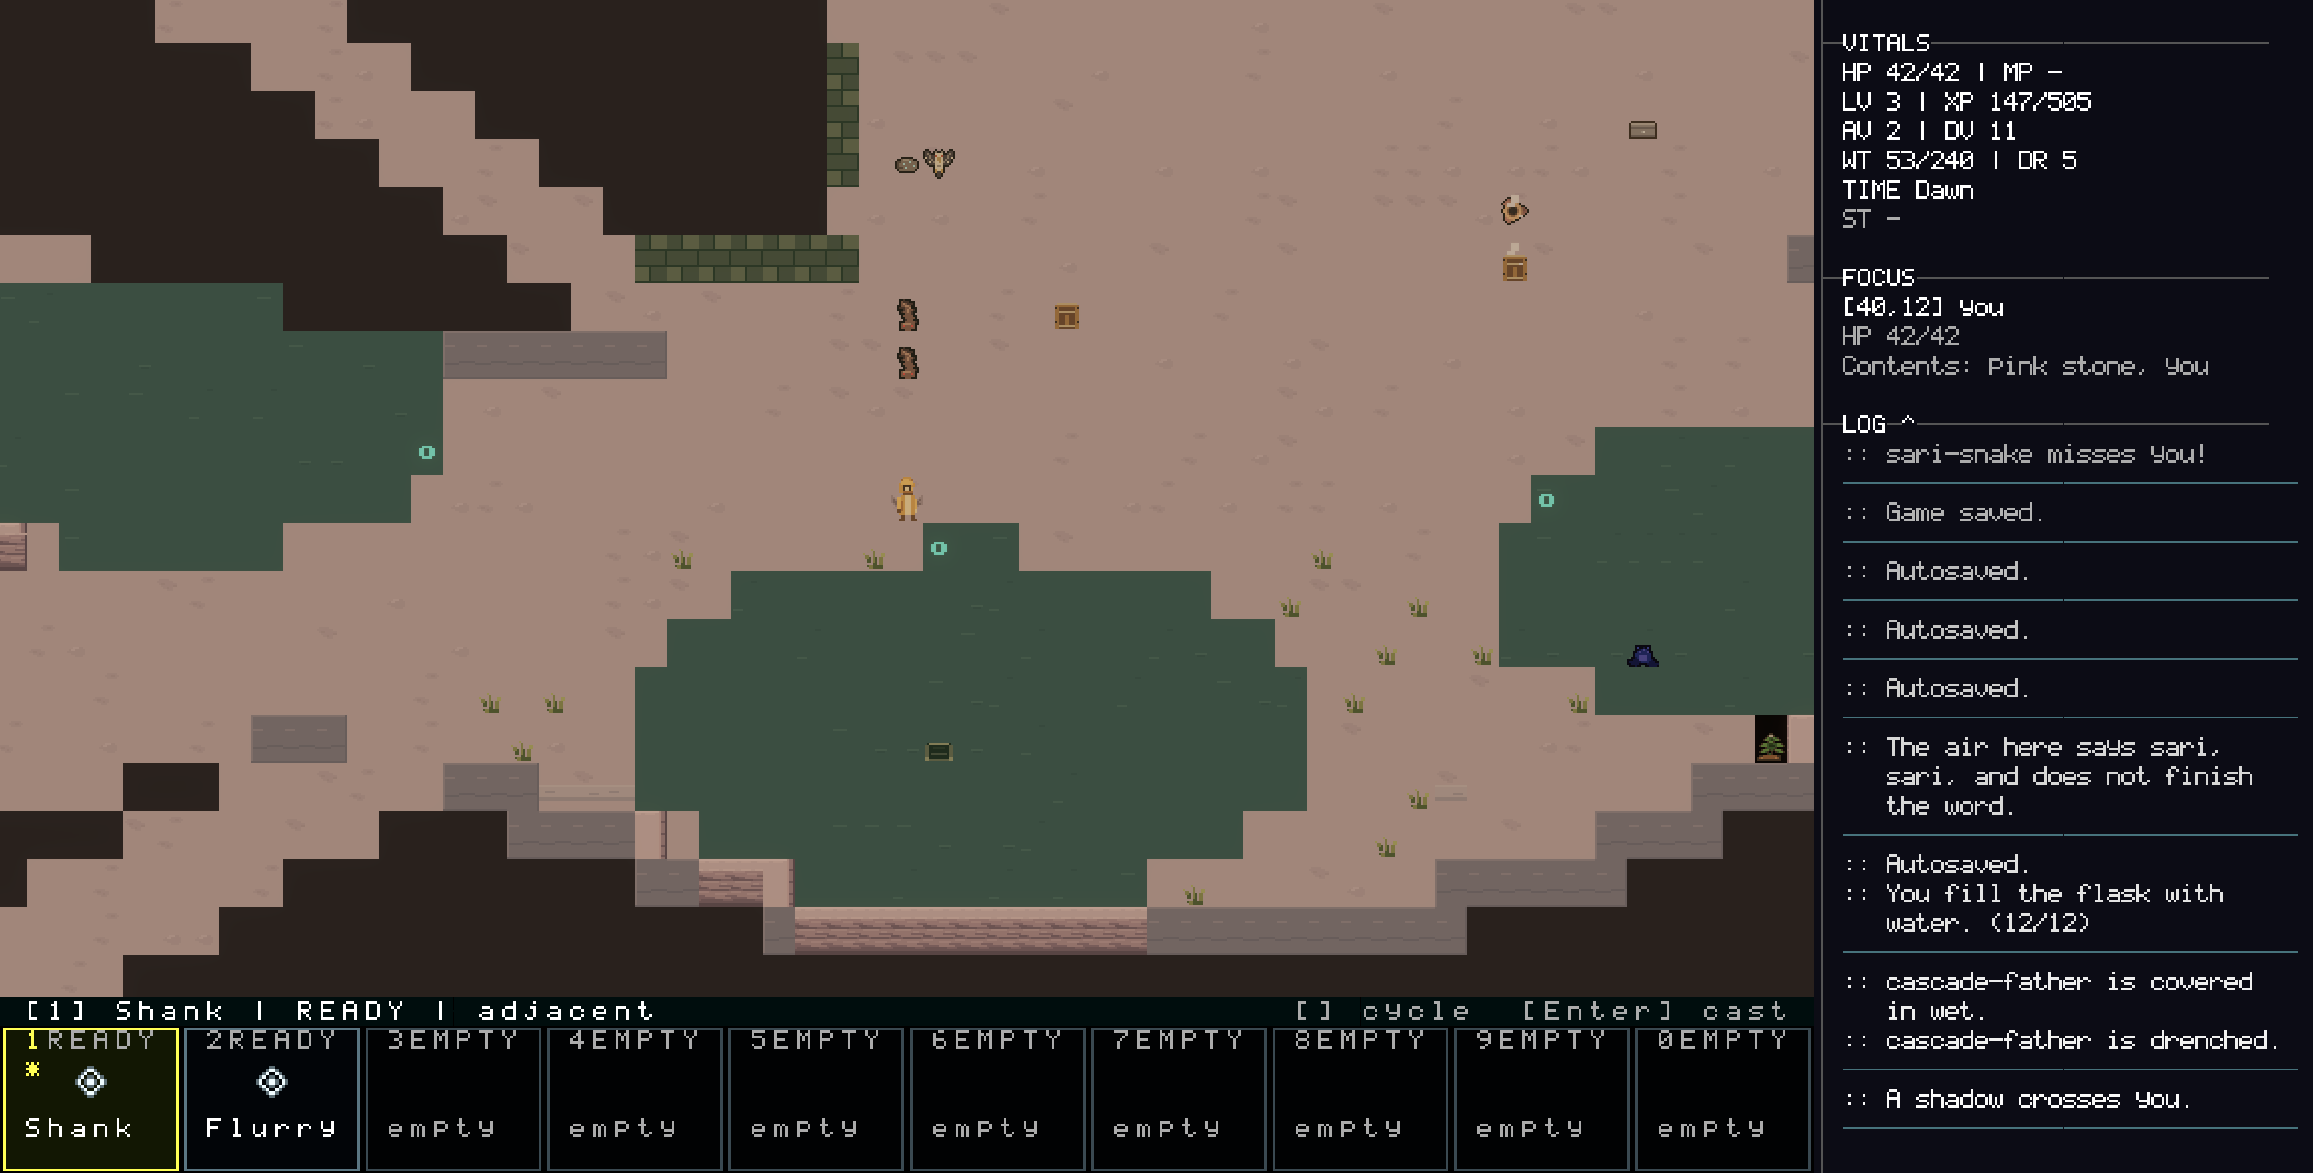 VITALS
HP 42/42 | MP -
LV 3 | XP 147/505
AV 2 | DV 11
WT 53/240 | DR 5
TIME Dawn
ST -
FOCUS
[40,12] You
HP 42/42
Contents: Pink stone, You
LOG ^
:: sari-snake misses You!
:: Game saved.
:: Autosaved.
:: Autosaved.
:: Autosaved.
:: The air here says sari,
sari, and does not finish
the word.
:: Autosaved.
:: You fill the flask with
water. (12/12)
:: cascade-father is covered
in wet.
:: cascade-father is drenched.
:: A shadow crosses You.
[1] Shank | READY | adjacent
[] cycle [Enter] cast
1READY 2READY 3EMPTY 4EMPTY 5EMPTY 6EMPTY 7EMPTY 8EMPTY 9EMPTY 0EMPTY
Shank Flurry empty empty empty empty empty empty empty empty